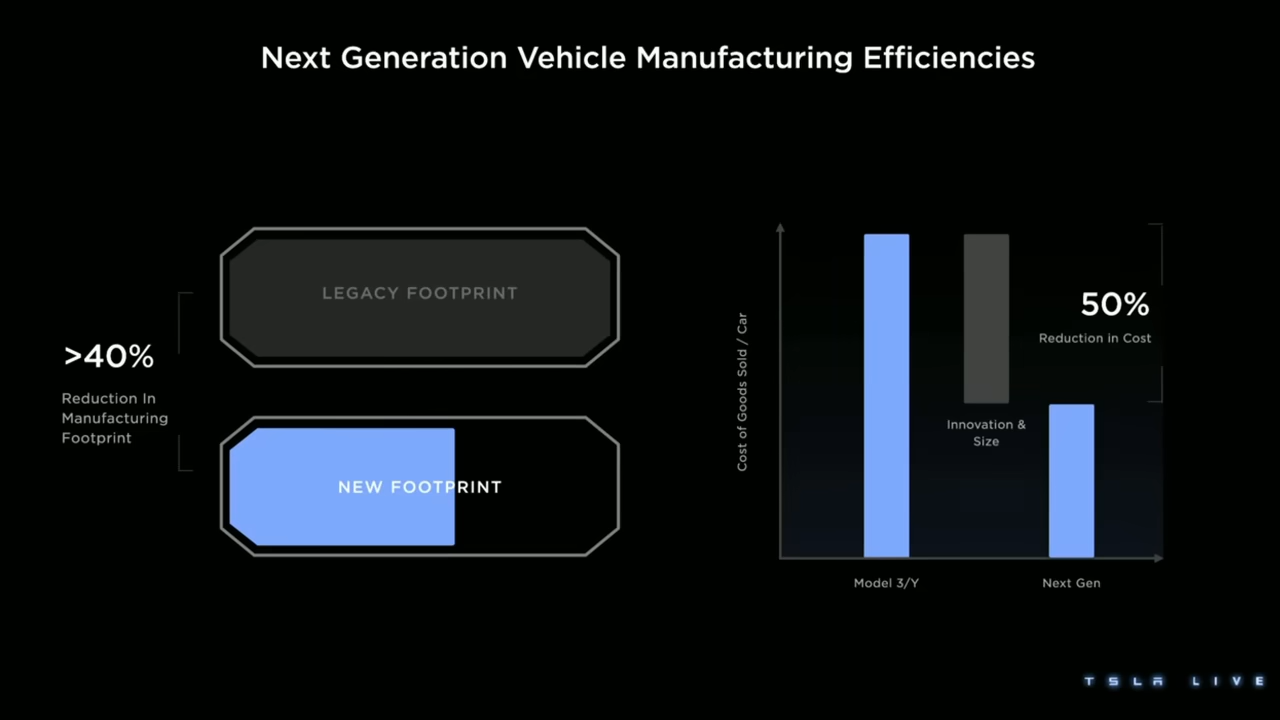 Next Generation Vehicle Manufacturing Efficiencies
>40%
Reduction In
Manufacturing
Footprint
LEGACY FOOTPRINT
NEW FOOTPRINT
Cost of Goods Sold / Car
50%
Reduction in Cost
Innovation &
Size
Model 3/Y
Next Gen
TSLA LIVE